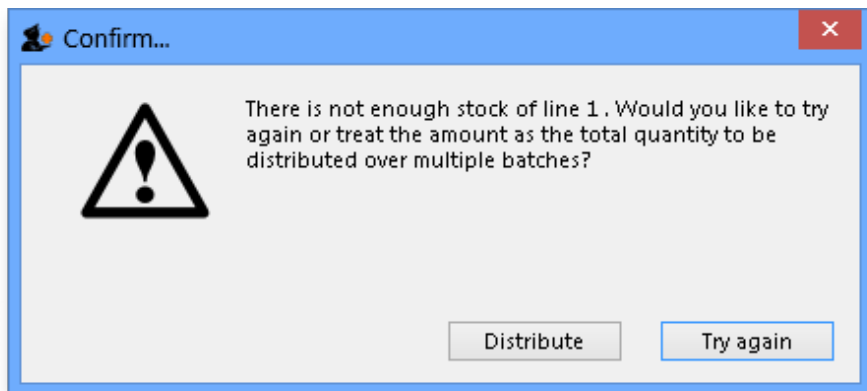 Confirm...
There is not enough stock of line 1. Would you like to try
again or treat the amount as the total quantity to be
distributed over multiple batches?
Distribute
Try again